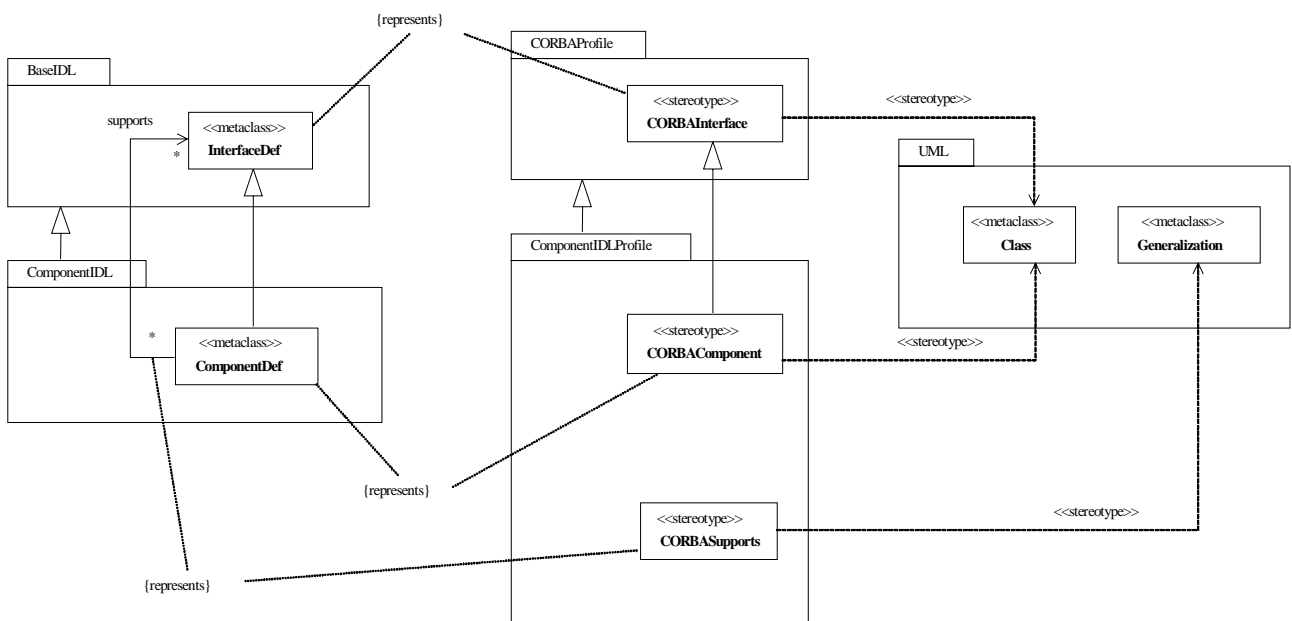 {represents}
CORBAProfile
BaseIDL
<<stereotype>>
CORBAInterface
<<stereotype>>
supports
*
<<metaclass>>
InterfaceDef
UML
<<metaclass>>
Class
<<metaclass>>
Generalization
ComponentIDLProfile
ComponentIDL
*
<<metaclass>>
ComponentDef
<<stereotype>>
CORBAComponent
<<stereotype>>
{represents}
<<stereotype>>
CORBASupports
<<stereotype>>
{represents}